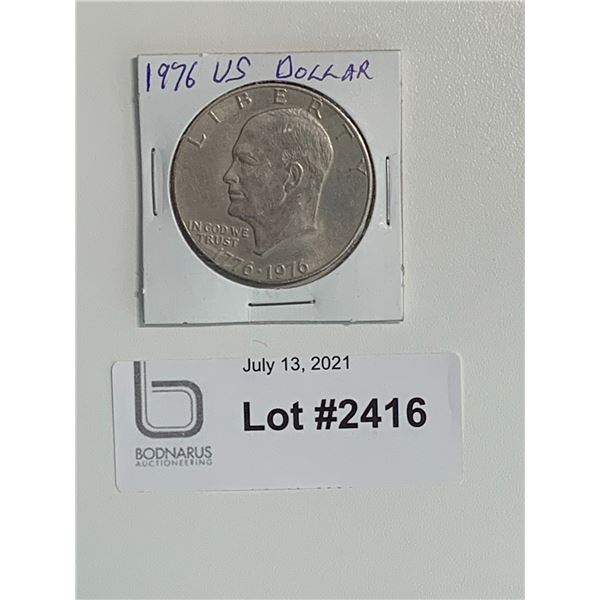 1976 US DOLLAR
LIBERTY
IN GOD WE
TRUST
1776·1976
July 13, 2021
Lot #2416
b
BODNARUS
AUCTIONEERING